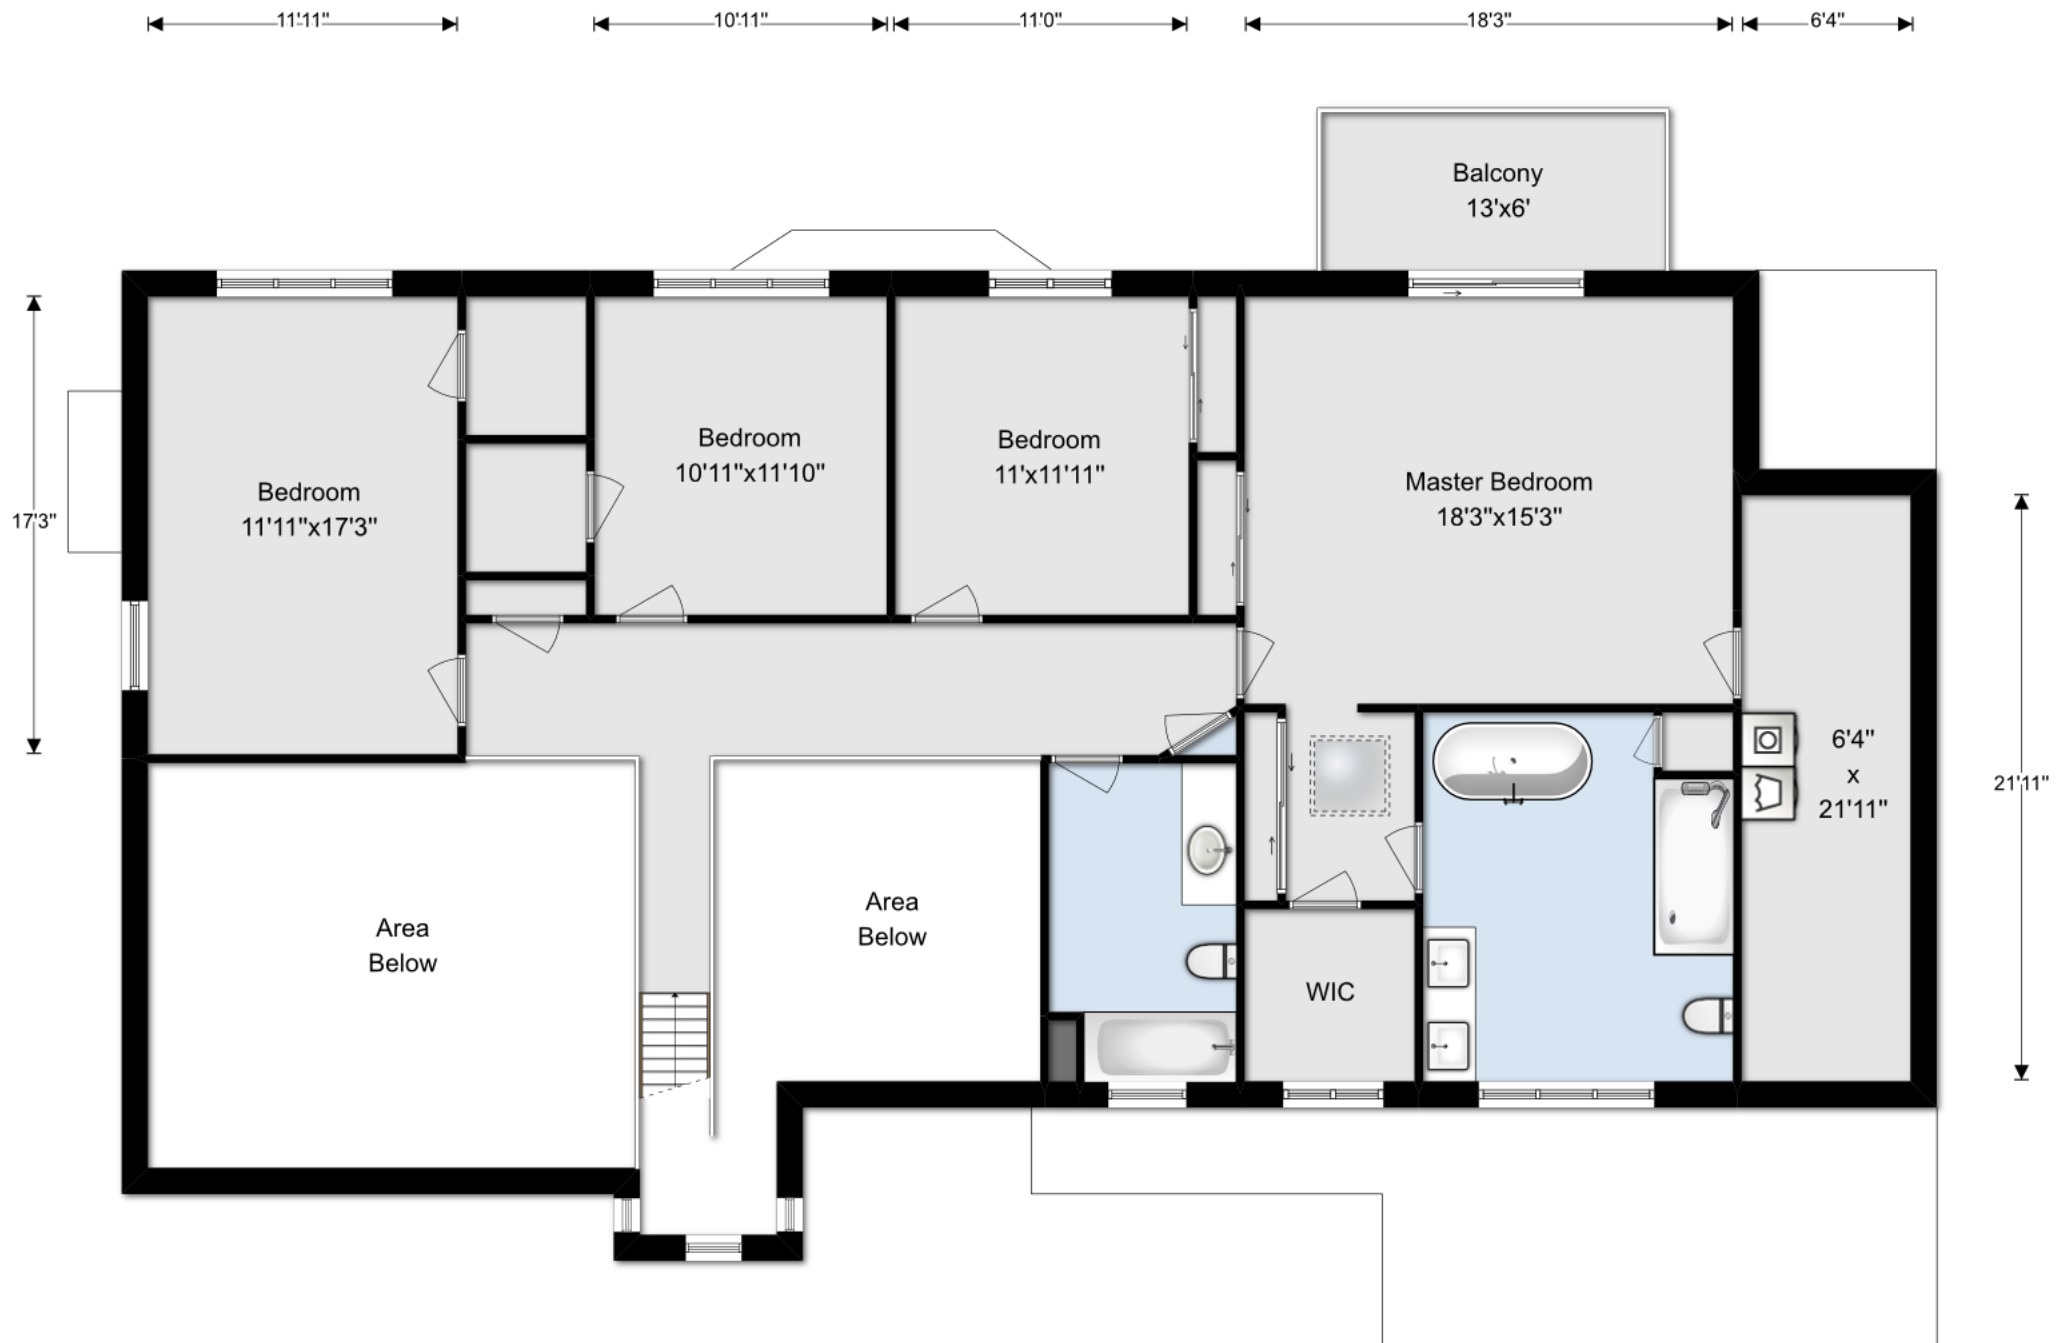 11'11"
10'11"
11'0"
18'3"
6'4"
Balcony
13'x6'
Bedroom
10'11"x11'10"
Bedroom
11'x11'11"
Master Bedroom
18'3"x15'3"
Bedroom
11'11"x17'3"
17'3"
6'4"
x
21'11"
21'11"
Area
Below
Area
Below
WIC